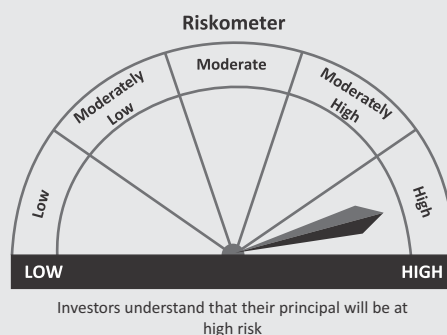 Riskometer
Low
Moderately
Low
Moderate
Moderately
High
High
LOW
HIGH
Investors understand that their principal will be at
high risk